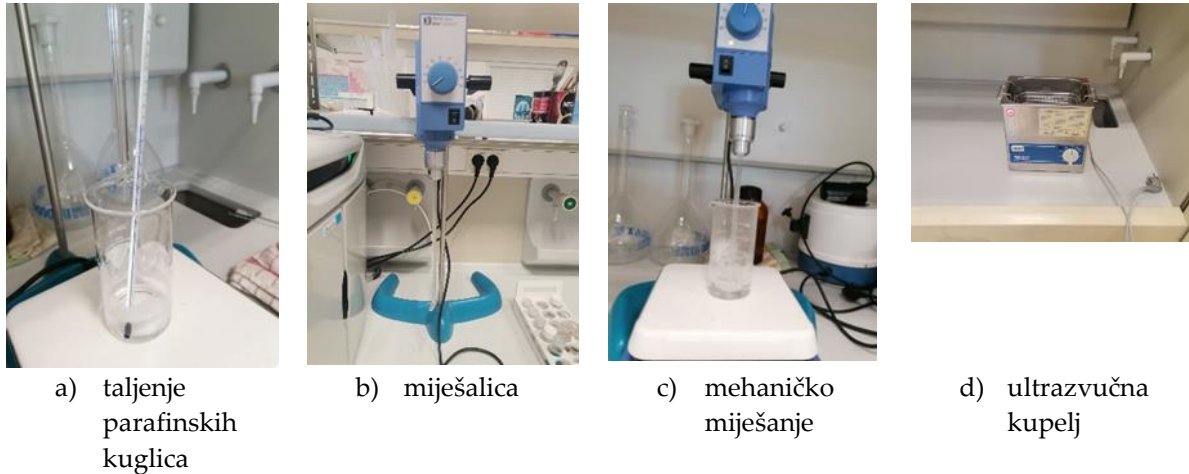 a) taljenje
parafinskih
kuglica
b) miješalica
c) mehaničko
miješanje
d) ultrazvučna
kupelj